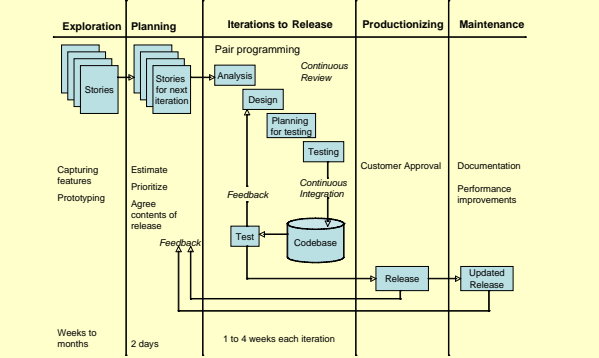 Exploration
Planning
Iterations to Release
Productionizing
Maintenance
Pair programming
Stories
Stories
for next
iteration
Analysis
Continuous
Review
Design
Planning
for testing
Testing
Capturing
features
Prototyping
Estimate
Prioritize
Agree
contents of
release
Feedback
Continuous
Integration
Customer Approval
Documentation
Performance
improvements
Feedback
Test
Codebase
Release
Updated
Release
Weeks to
months
2 days
1 to 4 weeks each iteration